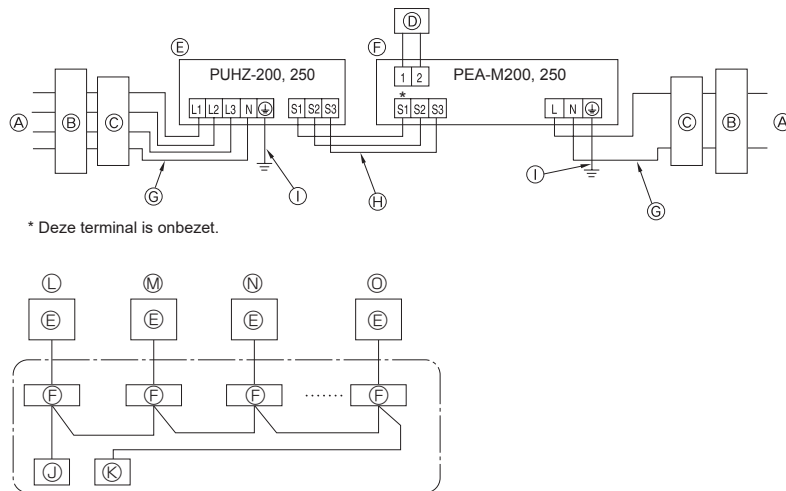 Ⓓ
Ⓔ Ⓕ
PUHZ-200, 250 1 2 PEA-M200, 250
*
L1 L2 L3 N ⏚ S1 S2 S3 S1 S2 S3 L N ⏚
Ⓐ Ⓑ Ⓒ Ⓒ Ⓑ Ⓐ
Ⓖ Ⓘ Ⓗ Ⓘ Ⓖ
* Deze terminal is onbezet.
Ⓛ Ⓜ Ⓝ Ⓞ
Ⓔ Ⓔ Ⓔ Ⓔ
Ⓕ Ⓕ Ⓕ ....... Ⓕ
Ⓙ Ⓚ